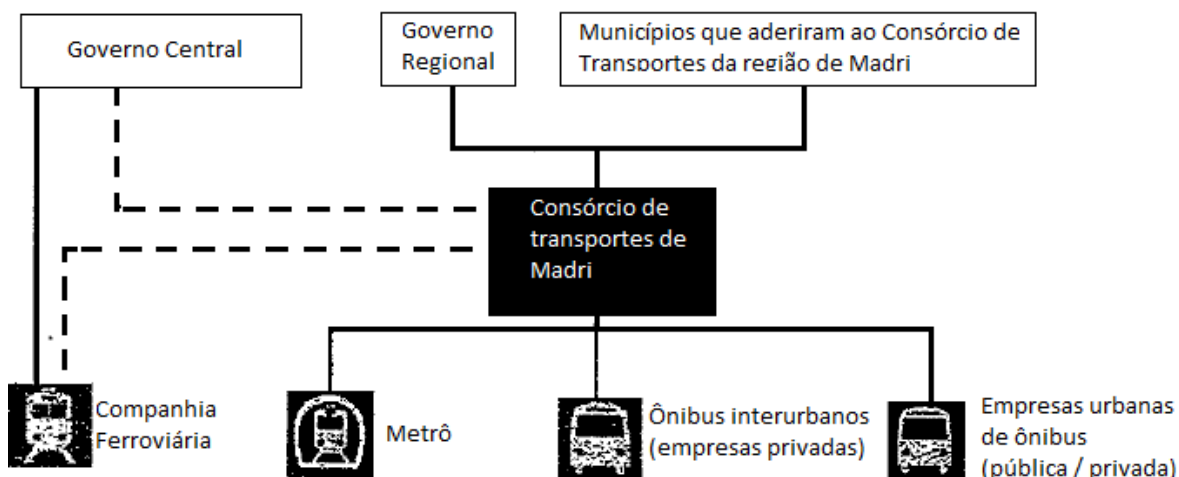 Governo Central
Governo
Regional
Municípios que aderiram ao Consórcio de
Transportes da região de Madri
Consórcio de
transportes de
Madri
Companhia
Ferroviária
Metrô
Ônibus interurbanos
(empresas privadas)
Empresas urbanas
de ônibus
(pública / privada)